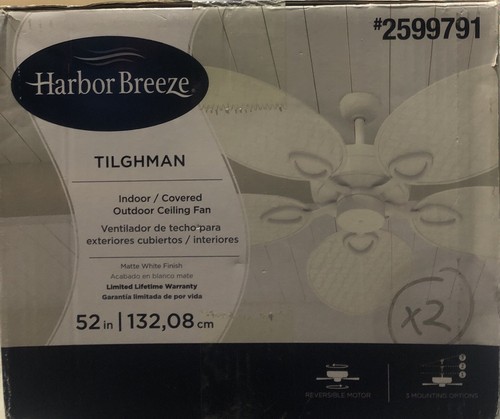 #2599791
Harbor Breeze®
TILGHMAN
Indoor / Covered
Outdoor Ceiling Fan
Ventilador de techo para
exteriores cubiertos / interiores
Matte White Finish
Acabado en blanco mate
Limited Lifetime Warranty
Garantía limitada de por vida
52 in | 132,08 cm
x2
REVERSIBLE MOTOR
3 MOUNTING OPTIONS